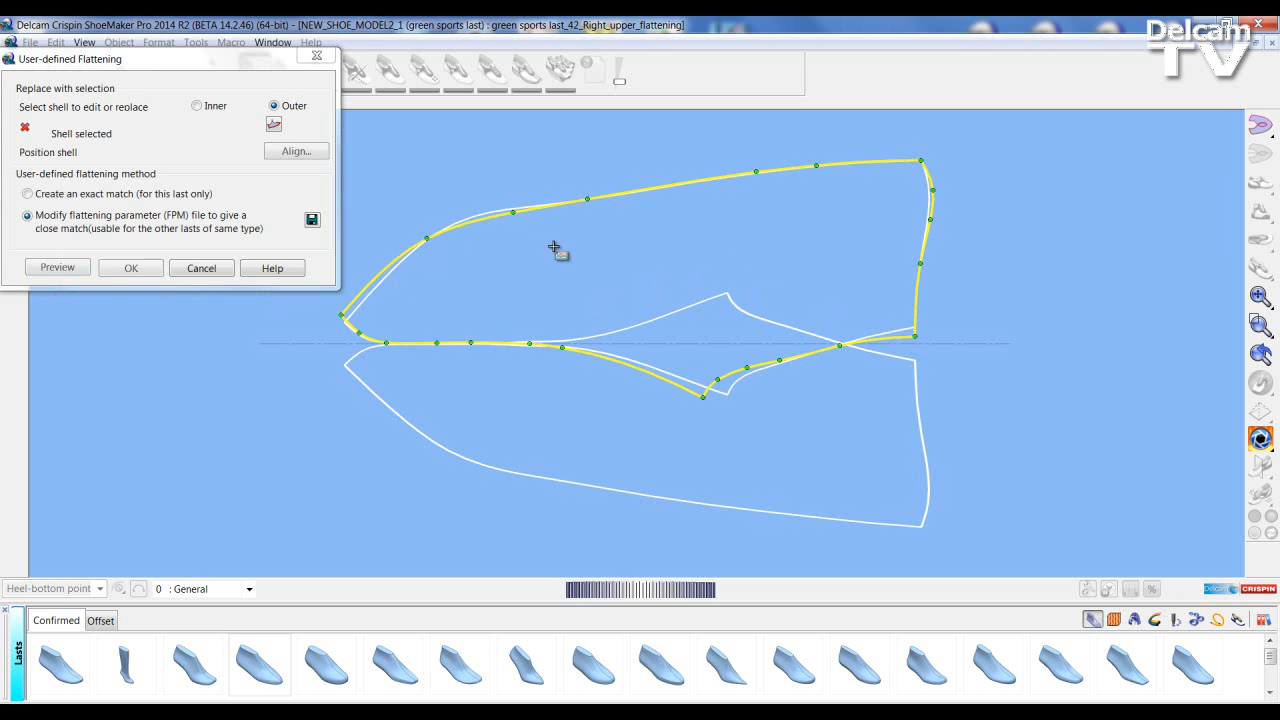 Delcam Crispin ShoeMaker Pro 2014 R2 (BETA 14.2.46) (64-bit) - [NEW_SHOE_MODEL2_1 (green sports last) : green sports last_42_Right_upper_flattening]
File Edit View Object Format Tools Macro Window Help
Delcam
TV
User-defined Flattening
Replace with selection
Select shell to edit or replace Inner Outer
Shell selected
Position shell Align...
User-defined flattening method
Create an exact match (for this last only)
Modify flattening parameter (FPM) file to give a
close match(usable for the other lasts of same type)
Preview OK Cancel Help
Heel-bottom point 0 : General % Delcam CRISPIN
Confirmed Offset
Lasts